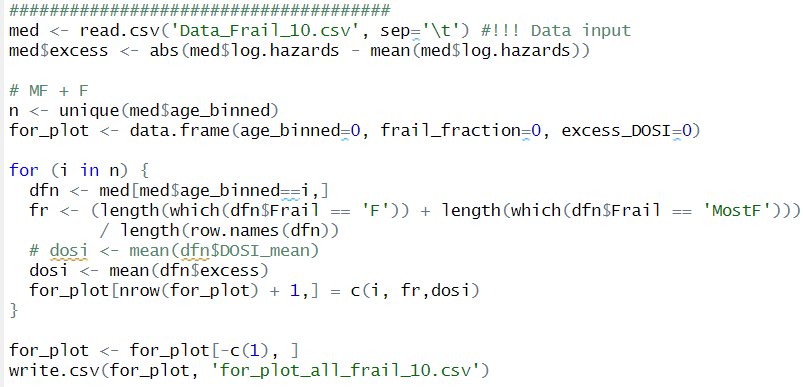 ######################################
med <- read.csv('Data_Frail_10.csv', sep='\t') #!!! Data input
med$excess <- abs(med$log.hazards - mean(med$log.hazards))
# MF + F
n <- unique(med$age_binned)
for_plot <- data.frame(age_binned=0, frail_fraction=0, excess_DOSI=0)
for (i in n) {
  dfn <- med[med$age_binned==i,]
  fr <- (length(which(dfn$Frail == 'F')) + length(which(dfn$Frail == 'MostF')))
         / length(row.names(dfn))
  # dosi <- mean(dfn$DOSI_mean)
  dosi <- mean(dfn$excess)
  for_plot[nrow(for_plot) + 1,] = c(i, fr,dosi)
}
for_plot <- for_plot[-c(1), ]
write.csv(for_plot, 'for_plot_all_frail_10.csv')